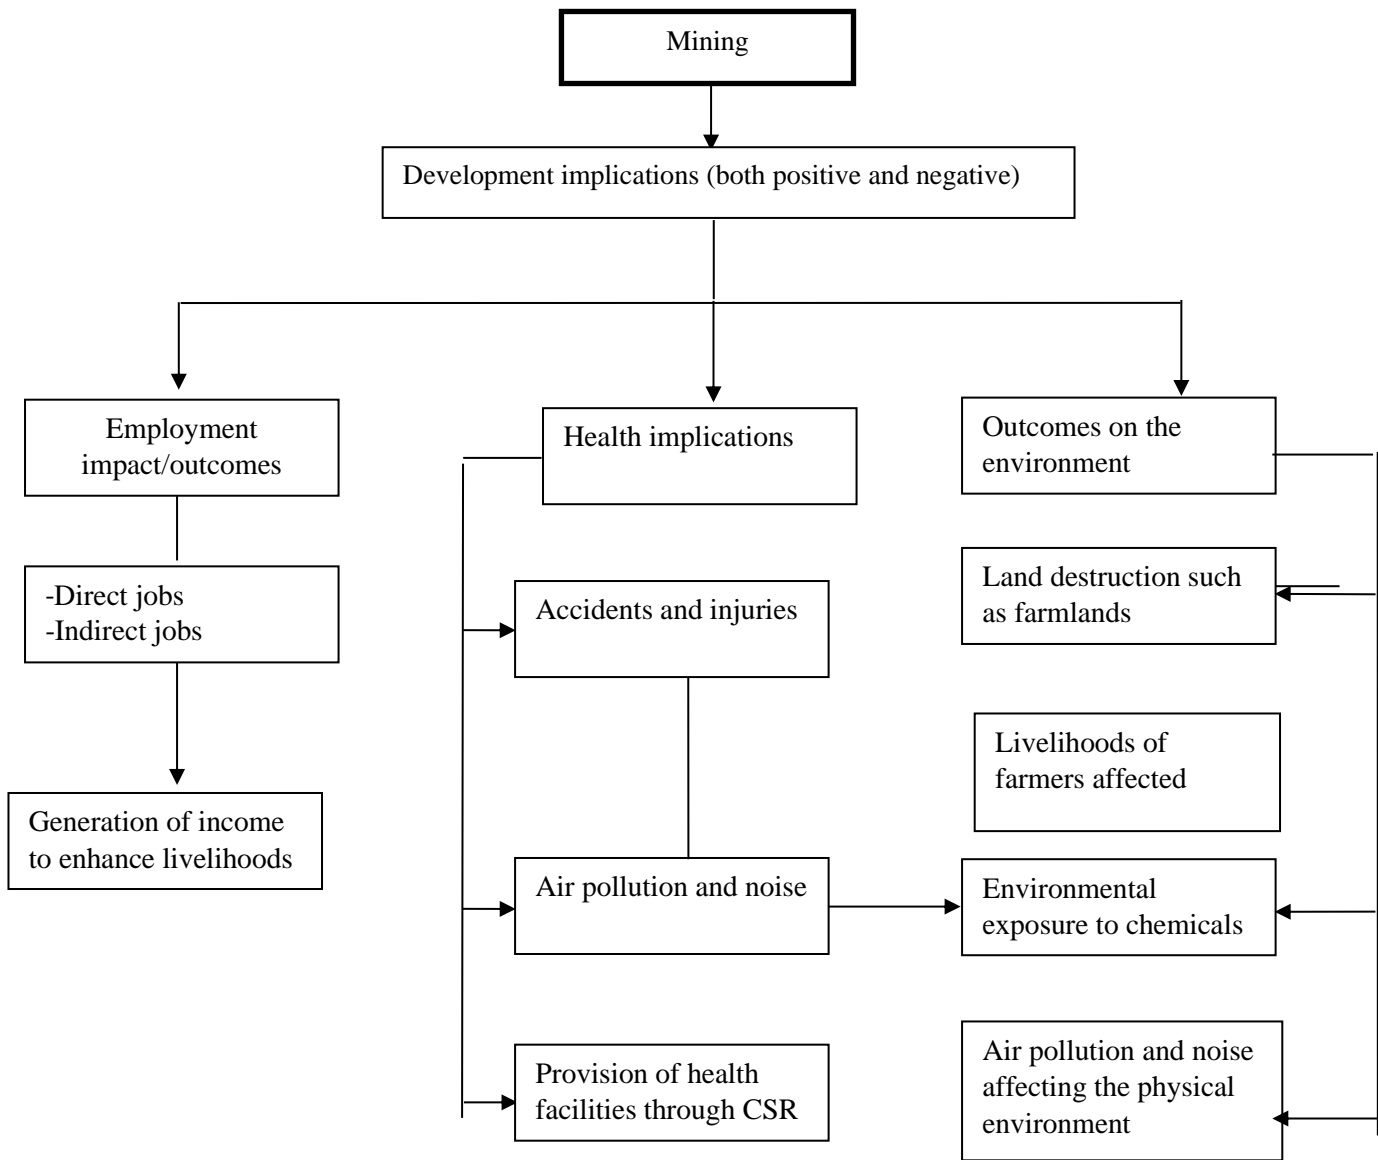 Mining
Development implications (both positive and negative)
Employment
impact/outcomes
-Direct jobs
-Indirect jobs
Generation of income
to enhance livelihoods
Health implications
Accidents and injuries
Air pollution and noise
Provision of health
facilities through CSR
Outcomes on the
environment
Land destruction such
as farmlands
Livelihoods of
farmers affected
Environmental
exposure to chemicals
Air pollution and noise
affecting the physical
environment